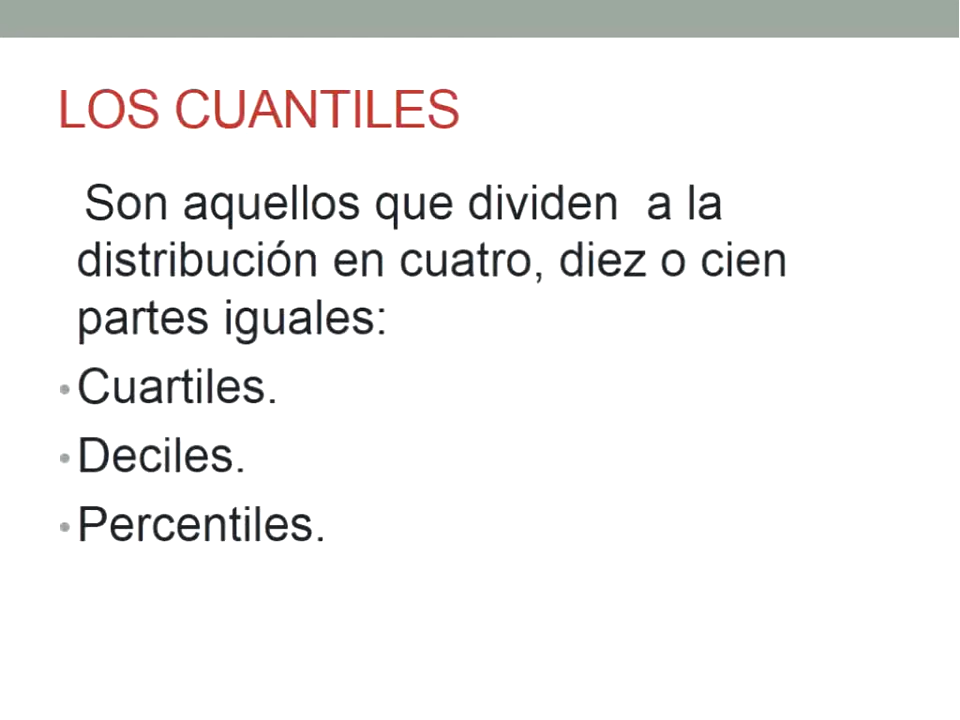 LOS CUANTILES
Son aquellos que dividen a la
distribución en cuatro, diez o cien
partes iguales:
• Cuartiles.
• Deciles.
• Percentiles.